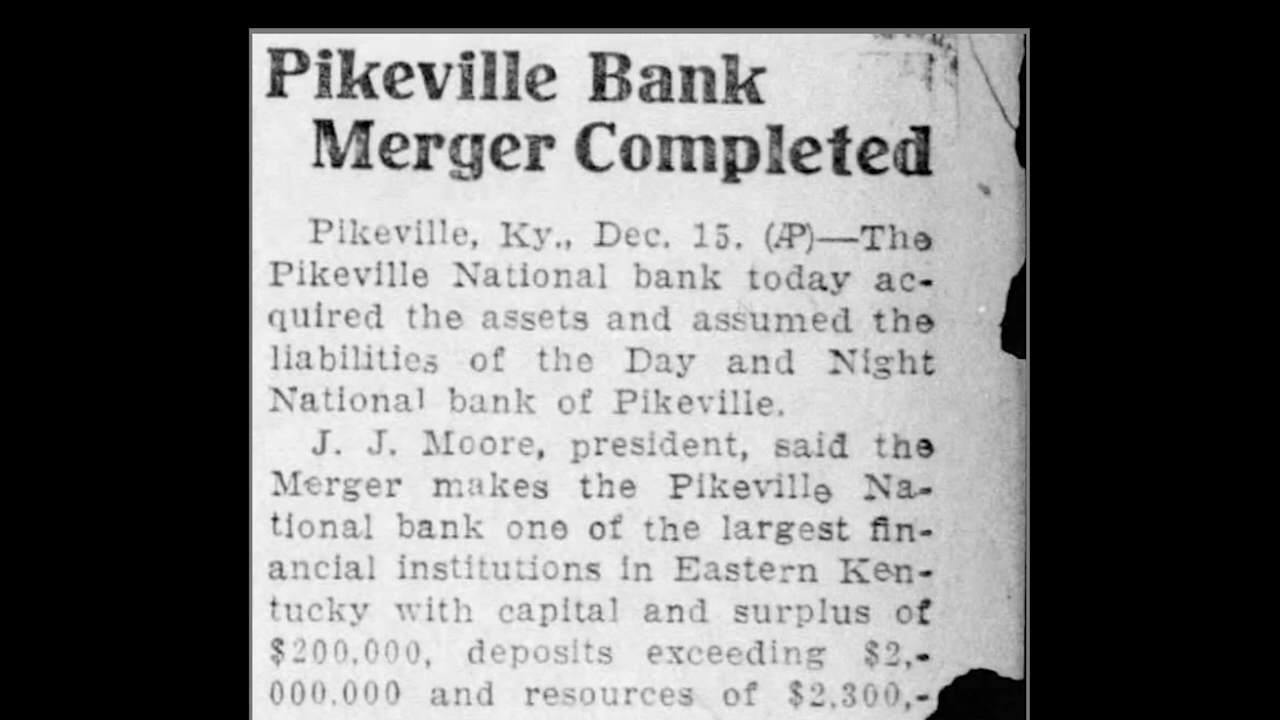 Pikeville Bank
Merger Completed
Pikeville, Ky., Dec. 15. (AP)—The
Pikeville National bank today ac-
quired the assets and assumed the
liabilities of the Day and Night
National bank of Pikeville.
J. J. Moore, president, said the
Merger makes the Pikeville Na-
tional bank one of the largest fin-
ancial institutions in Eastern Ken-
tucky with capital and surplus of
$200,000, deposits exceeding $2,-
000,000 and resources of $2,300,-